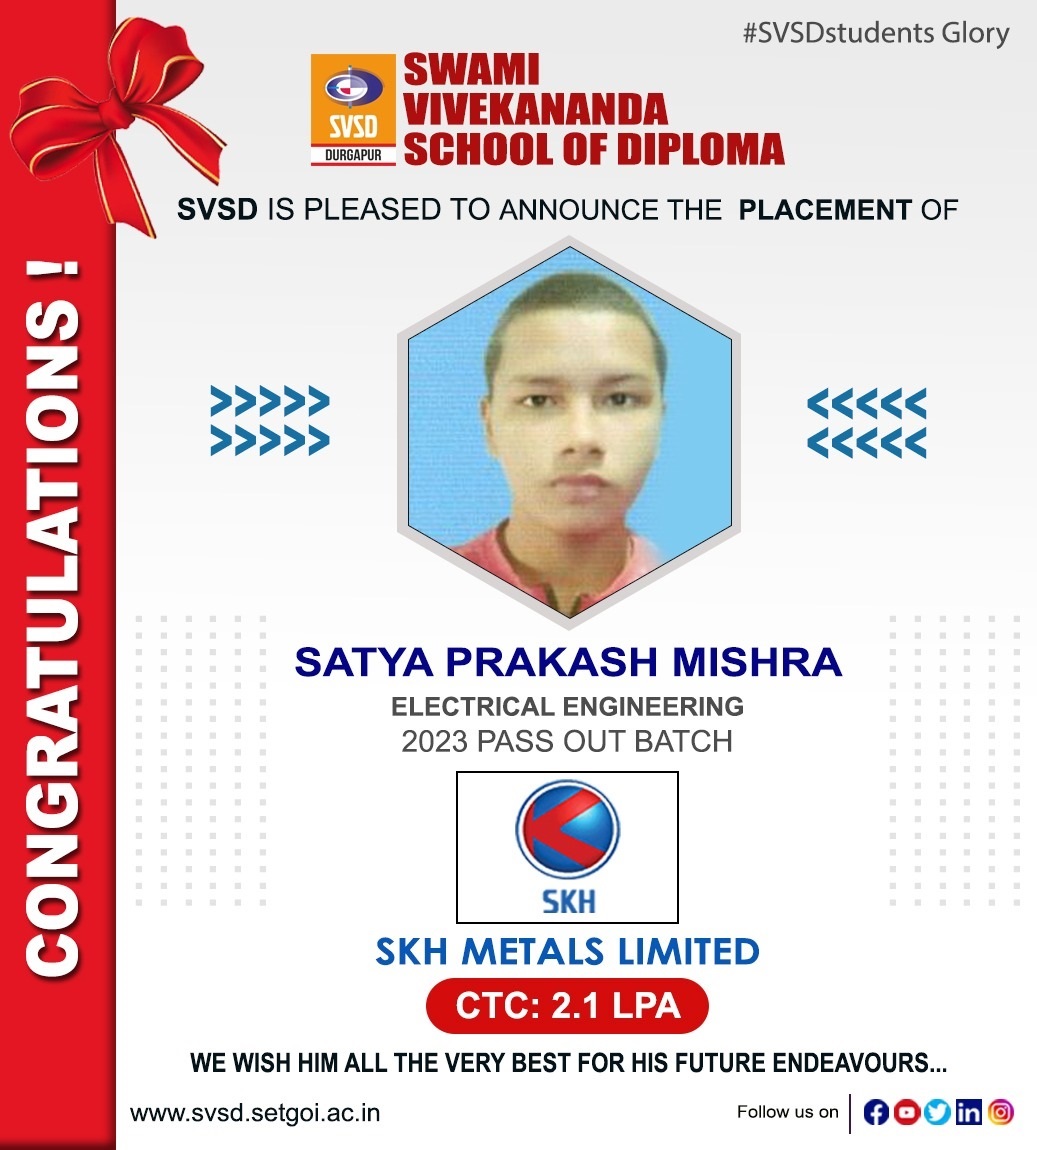 #SVSDstudents Glory
SVSD
DURGAPUR
SWAMI
VIVEKANANDA
SCHOOL OF DIPLOMA
SVSD IS PLEASED TO ANNOUNCE THE PLACEMENT OF
CONGRATULATIONS !
SATYA PRAKASH MISHRA
ELECTRICAL ENGINEERING
2023 PASS OUT BATCH
SKH
SKH METALS LIMITED
CTC: 2.1 LPA
WE WISH HIM ALL THE VERY BEST FOR HIS FUTURE ENDEAVOURS...
www.svsd.setgoi.ac.in
Follow us on